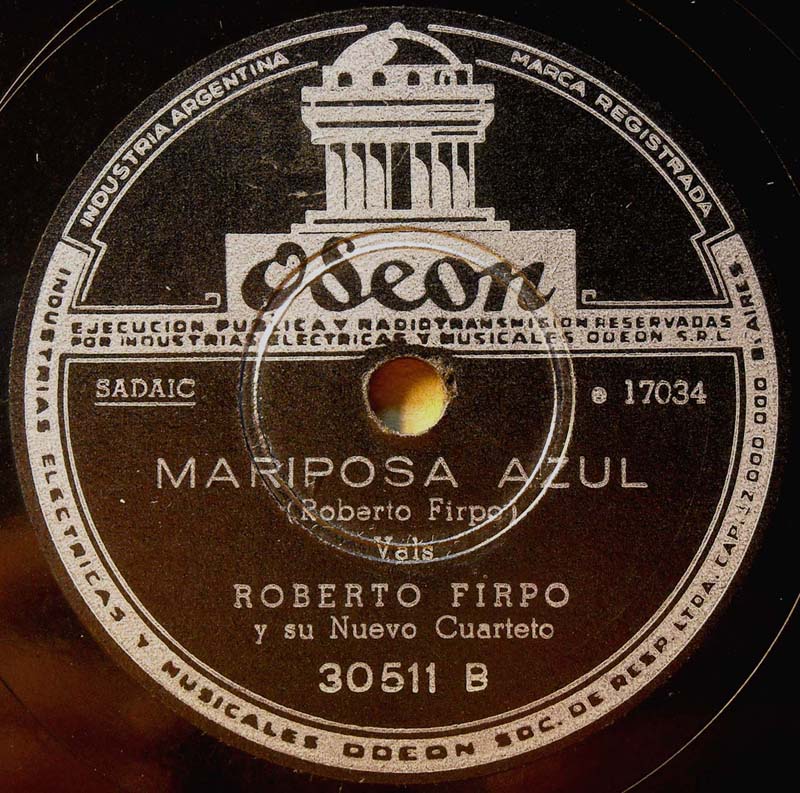 INDUSTRIA ARGENTINA
MARCA REGISTRADA
Odeon
EJECUCION PUBLICA Y RADIOTRANSMISION RESERVADAS
POR INDUSTRIAS ELECTRICAS Y MUSICALES ODEON S.R.L.
SADAIC
e 17034
MARIPOSA AZUL
(Roberto Firpo)
Vals
ROBERTO FIRPO
y su Nuevo Cuarteto
30511 B
INDUSTRIAS ELECTRICAS Y MUSICALES ODEON SOC. DE RESP. LTDA. CAP. 12.000.000 Bs. AIRES